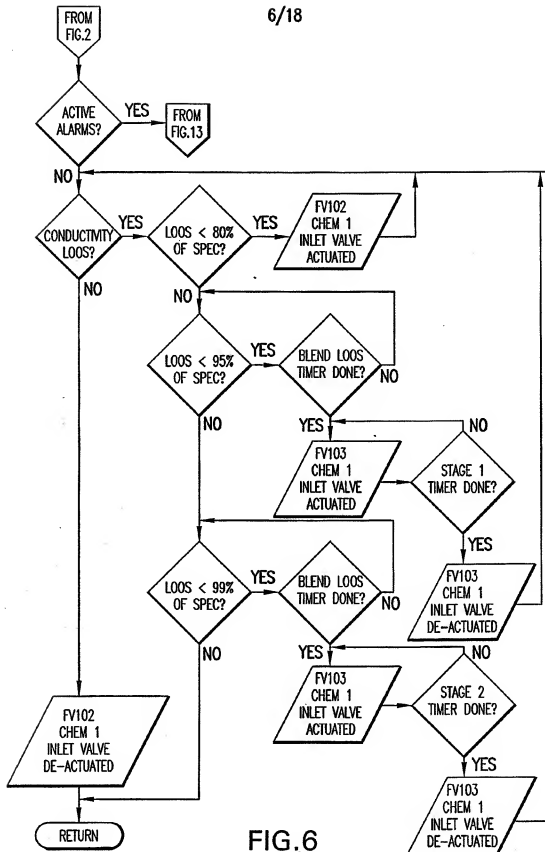 6/18
FROM
FIG.2
ACTIVE
ALARMS?
YES
FROM
FIG.13
NO
CONDUCTIVITY
LOOS?
YES
LOOS < 80%
OF SPEC?
YES
FV102
CHEM 1
INLET VALVE
ACTUATED
NO
NO
LOOS < 95%
OF SPEC?
YES
BLEND LOOS
TIMER DONE?
NO
NO
YES
NO
FV103
CHEM 1
INLET VALVE
ACTUATED
STAGE 1
TIMER DONE?
YES
LOOS < 99%
OF SPEC?
YES
BLEND LOOS
TIMER DONE?
NO
FV103
CHEM 1
INLET VALVE
DE-ACTUATED
NO
YES
NO
FV103
CHEM 1
INLET VALVE
ACTUATED
STAGE 2
TIMER DONE?
YES
FV102
CHEM 1
INLET VALVE
DE-ACTUATED
FV103
CHEM 1
INLET VALVE
DE-ACTUATED
RETURN
FIG.6